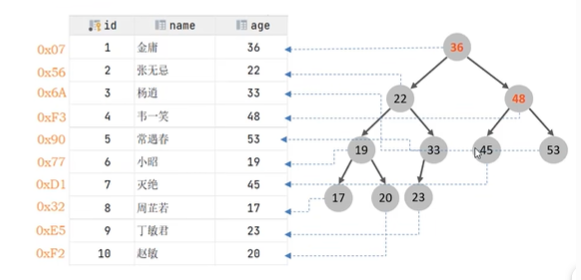 id name age
0x07 1 金庸 36
0x56 2 张无忌 22
0x6A 3 杨逍 33
0xF3 4 韦一笑 48
0x90 5 常遇春 53
0x77 6 小昭 19
0xD1 7 灭绝 45
0x32 8 周芷若 17
0xE5 9 丁敏君 23
0xF2 10 赵敏 20
36
22 48
19 33 45 53
17 20 23